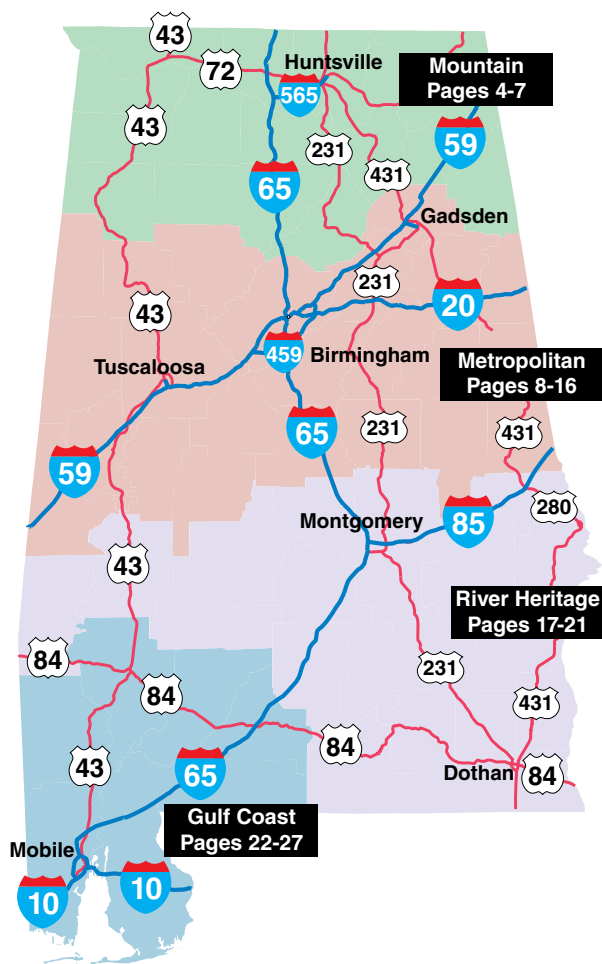 43
72
Huntsville
Mountain
Pages 4-7
565
43
231
59
65
431
Gadsden
231
20
43
459
Birmingham
Tuscaloosa
Metropolitan
Pages 8-16
65
231
431
59
280
Montgomery
85
43
River Heritage
Pages 17-21
84
231
84
431
84
43
65
Dothan
84
Gulf Coast
Pages 22-27
Mobile
10
10